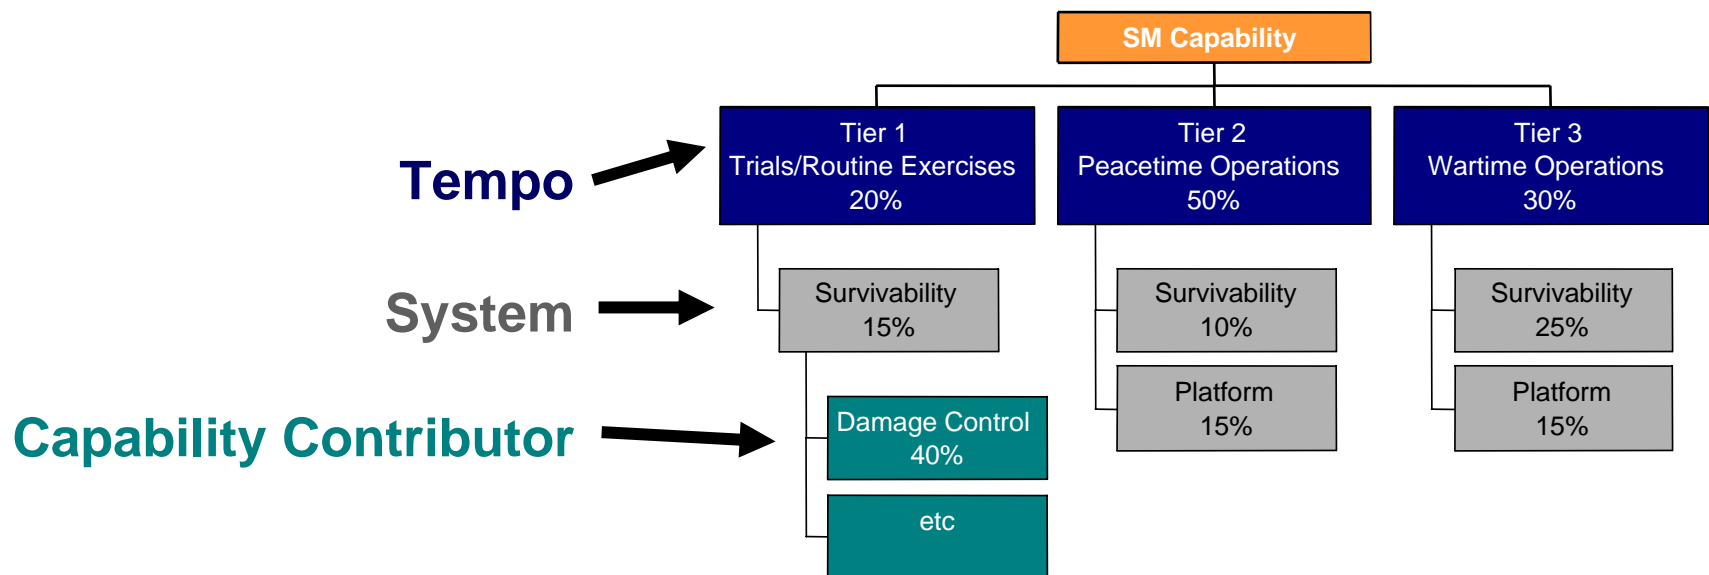 SM Capability
Tempo
Tier 1
Trials/Routine Exercises
20%
Tier 2
Peacetime Operations
50%
Tier 3
Wartime Operations
30%
System
Survivability
15%
Survivability
10%
Survivability
25%
Platform
15%
Platform
15%
Capability Contributor
Damage Control
40%
etc